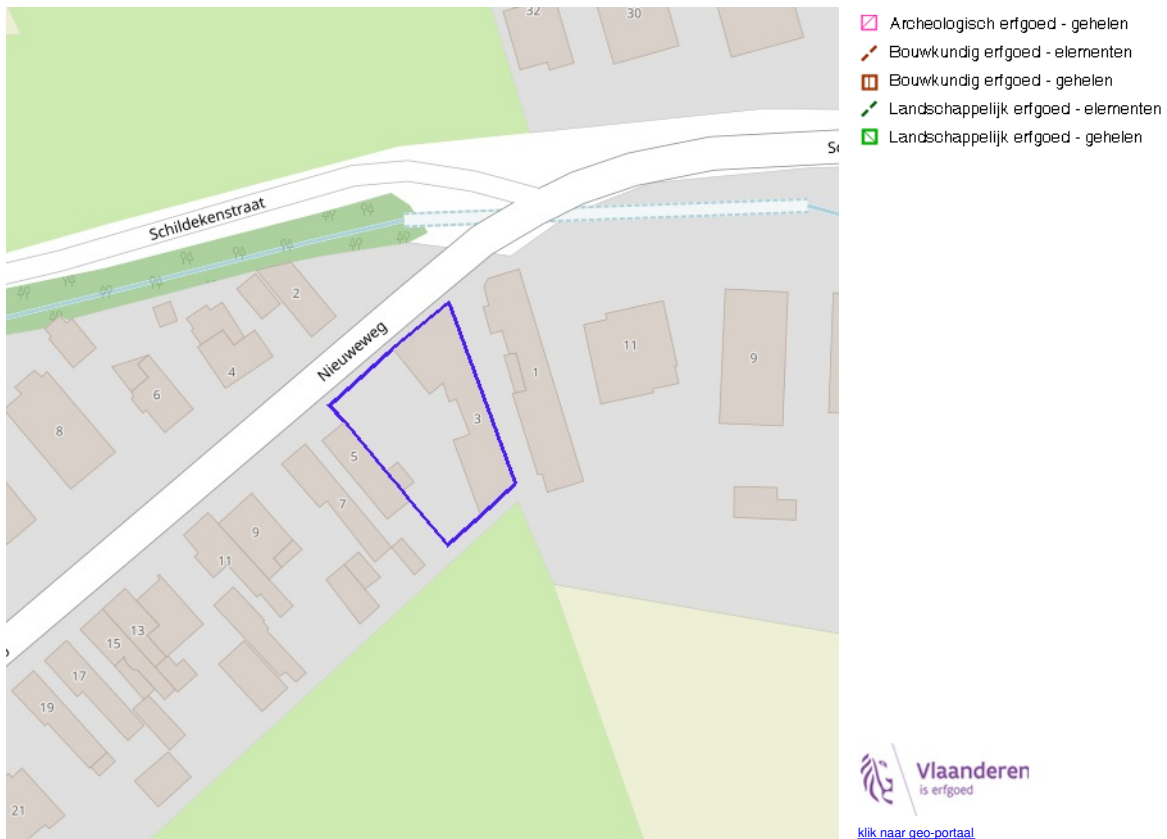 32
30
Archeologisch erfgoed - gehelen
Bouwkundig erfgoed - elementen
Bouwkundig erfgoed - gehelen
Landschappelijk erfgoed - elementen
Landschappelijk erfgoed - gehelen
Schildekenstraat
Nieuweweg
2
4
6
8
11
9
1
3
5
7
9
11
13
15
17
19
21
Vlaanderen
is erfgoed
klik naar geo-portaal